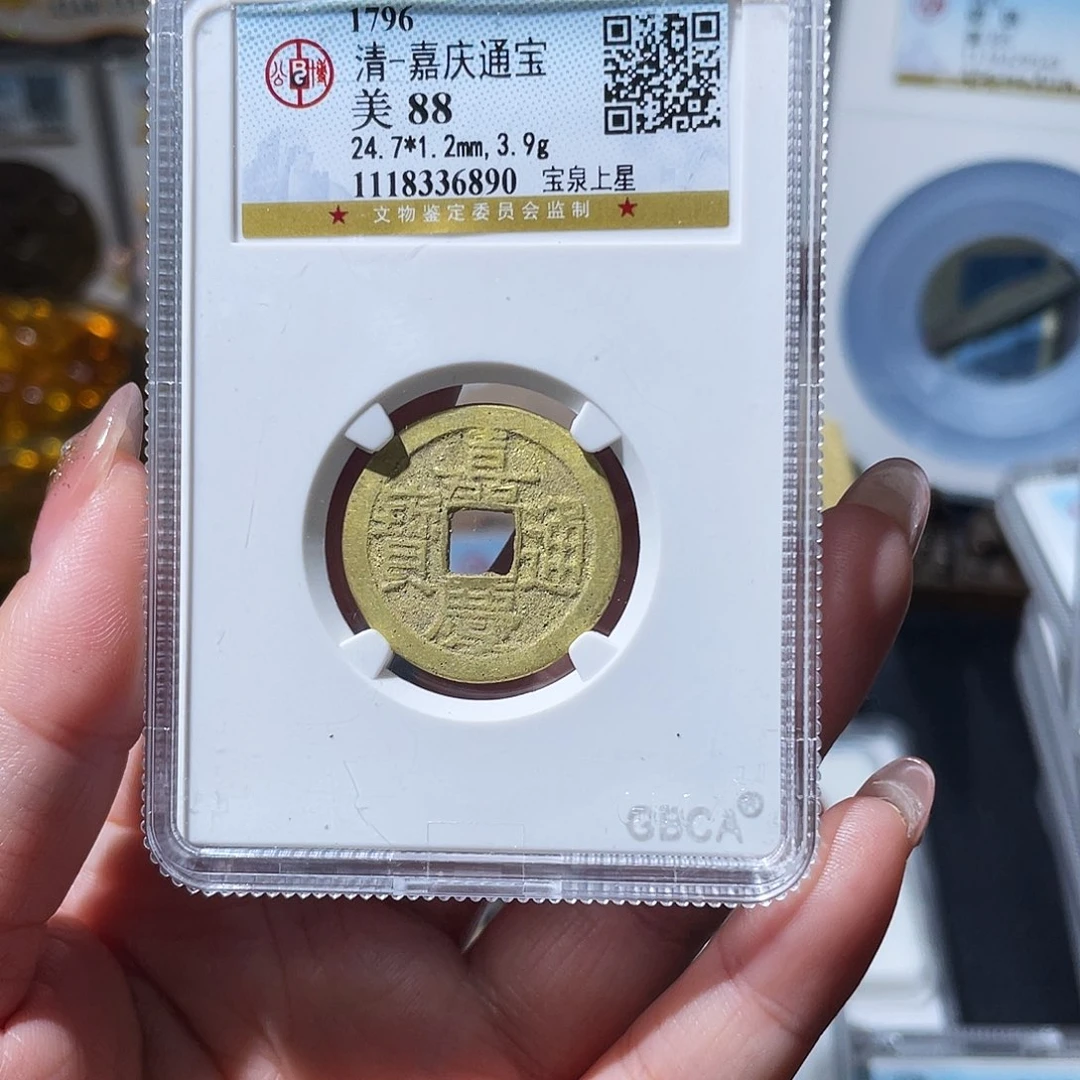 1796
清-嘉庆通宝
美 88
24.7*1.2mm, 3.9g
1118336890 宝泉上星
★ 文物鉴定委员会监制 ★
嘉
寶 通
慶
GBCA®